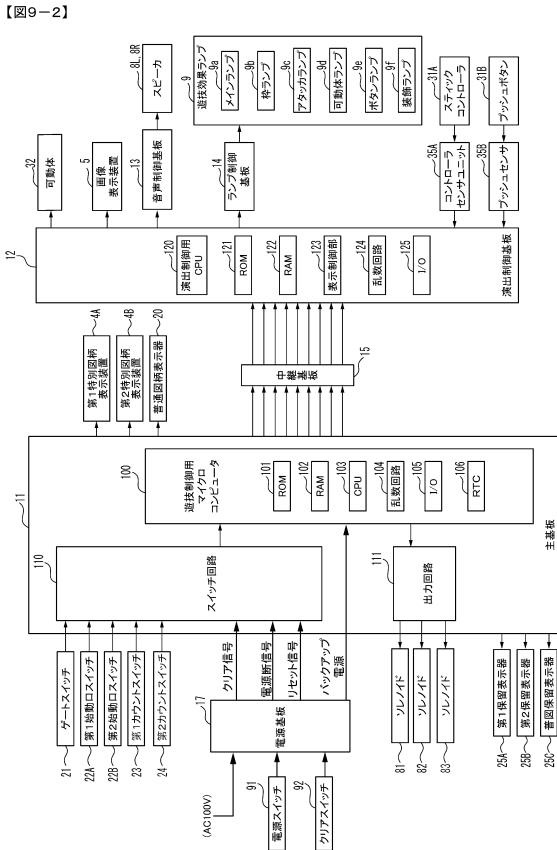 【図9-2】
32
可動体
5
画像
表示装置
8L, 8R
スピーカ
13
音声制御基板
9
遊技効果ランプ
9a
メインランプ
9b
枠ランプ
9c
アタッカランプ
9d
可動体ランプ
9e
ボタンランプ
9f
装飾ランプ
14
ランプ制御
基板
31A
スティック
コントローラ
35A
コントローラ
センサユニット
31B
プッシュボタン
35B
プッシュセンサ
12
120
演出制御用
CPU
121
ROM
122
RAM
123
表示制御部
124
乱数回路
125
I/O
演出制御基板
4A
第1特別図柄
表示装置
4B
第2特別図柄
表示装置
20
普通図柄表示器
中継基板
15
11
100
遊技制御用
マイクロ
コンピュータ
101
ROM
102
RAM
103
CPU
104
乱数回路
105
I/O
106
RTC
主基板
110
スイッチ回路
111
出力回路
クリア信号
電源断信号
リセット信号
バックアップ
電源
21
ゲートスイッチ
22A
第1始動口スイッチ
22B
第2始動口スイッチ
23
第1カウントスイッチ
24
第2カウントスイッチ
17
電源基板
(AC100V)
91
電源スイッチ
92
クリアスイッチ
81
ソレノイド
82
ソレノイド
83
ソレノイド
25A
第1保留表示器
25B
第2保留表示器
25C
普図保留表示器